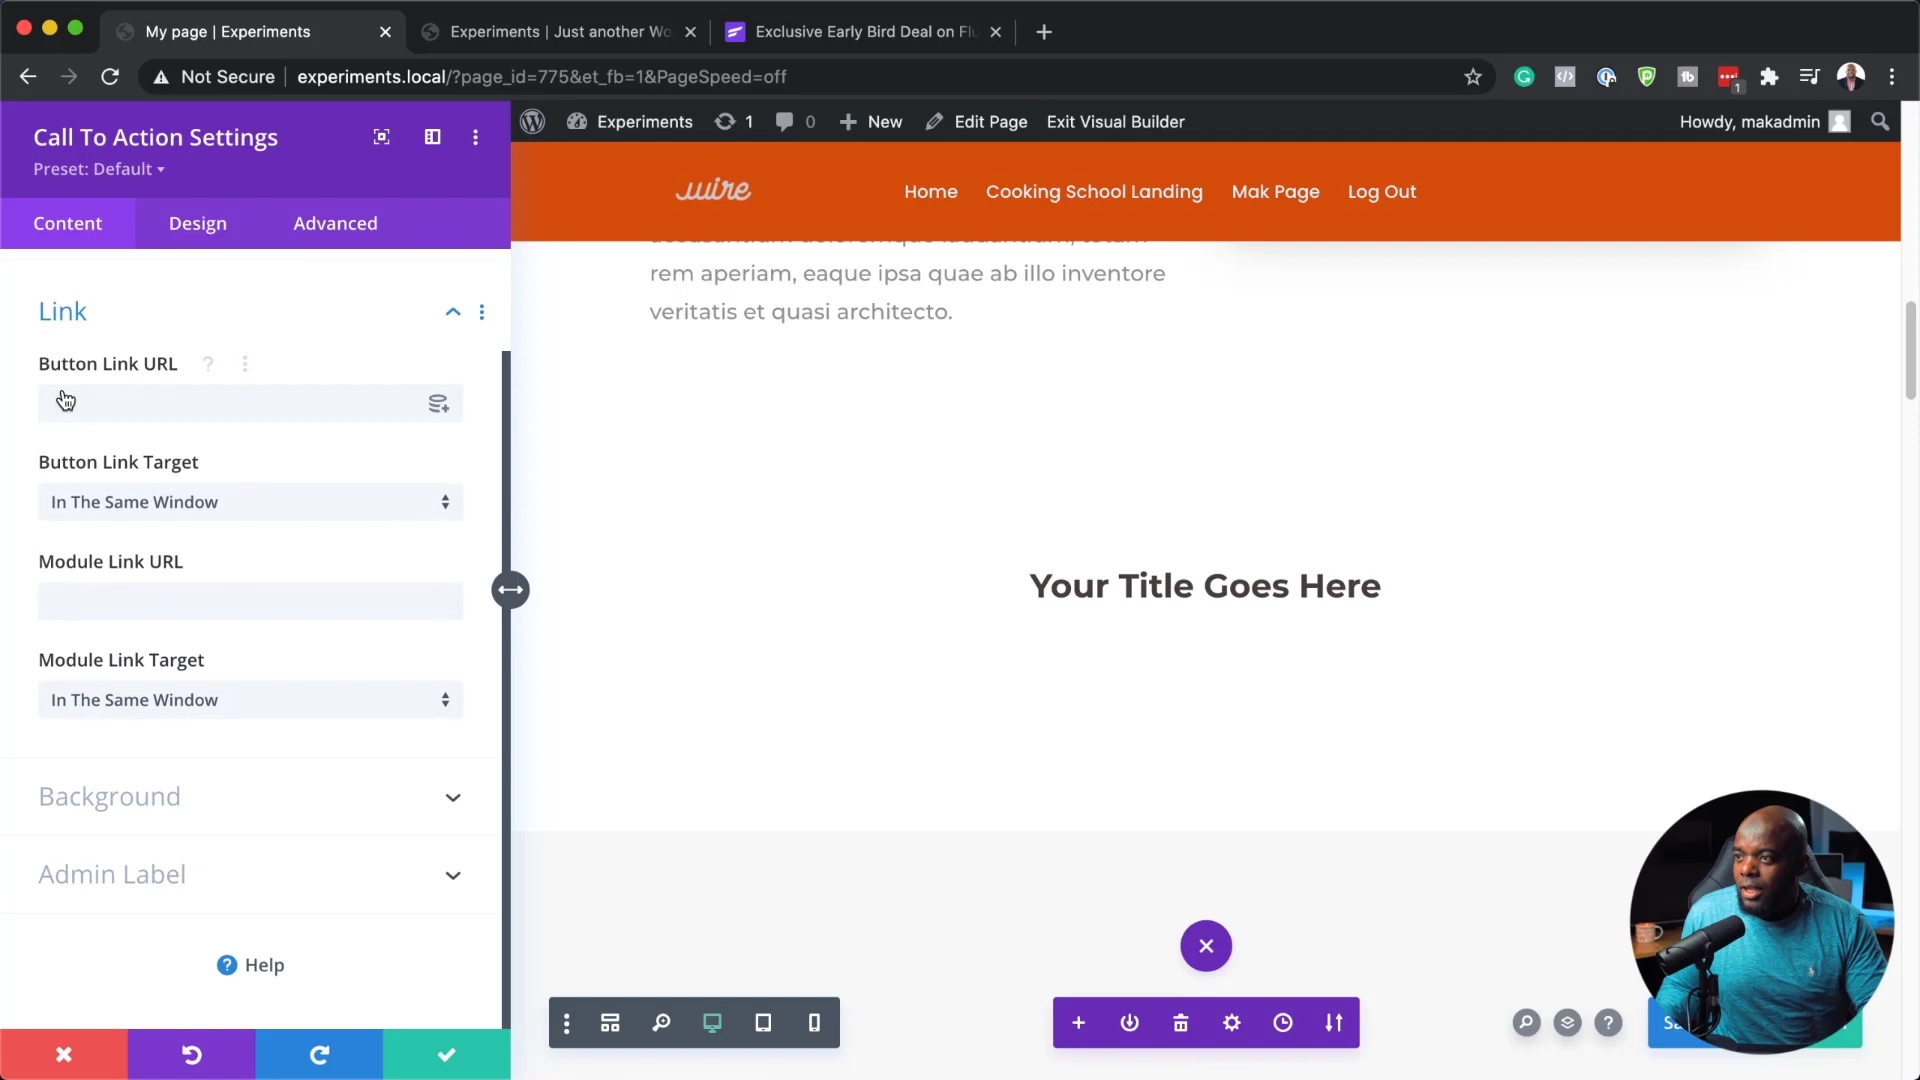 My page | Experiments
Experiments | Just another Wo
Exclusive Early Bird Deal on Flu
Not Secure
experiments.local/?page_id=775&et_fb=1&PageSpeed=off
1
Call To Action Settings
Preset: Default
Content
Design
Advanced
Experiments
1
0
New
Edit Page
Exit Visual Builder
Howdy, makadmin
wire
Home
Cooking School Landing
Mak Page
Log Out
rem aperiam, eaque ipsa quae ab illo inventore
veritatis et quasi architecto.
Link
Button Link URL
?
Button Link Target
In The Same Window
Module Link URL
Module Link Target
In The Same Window
Your Title Goes Here
Background
Admin Label
? Help
?